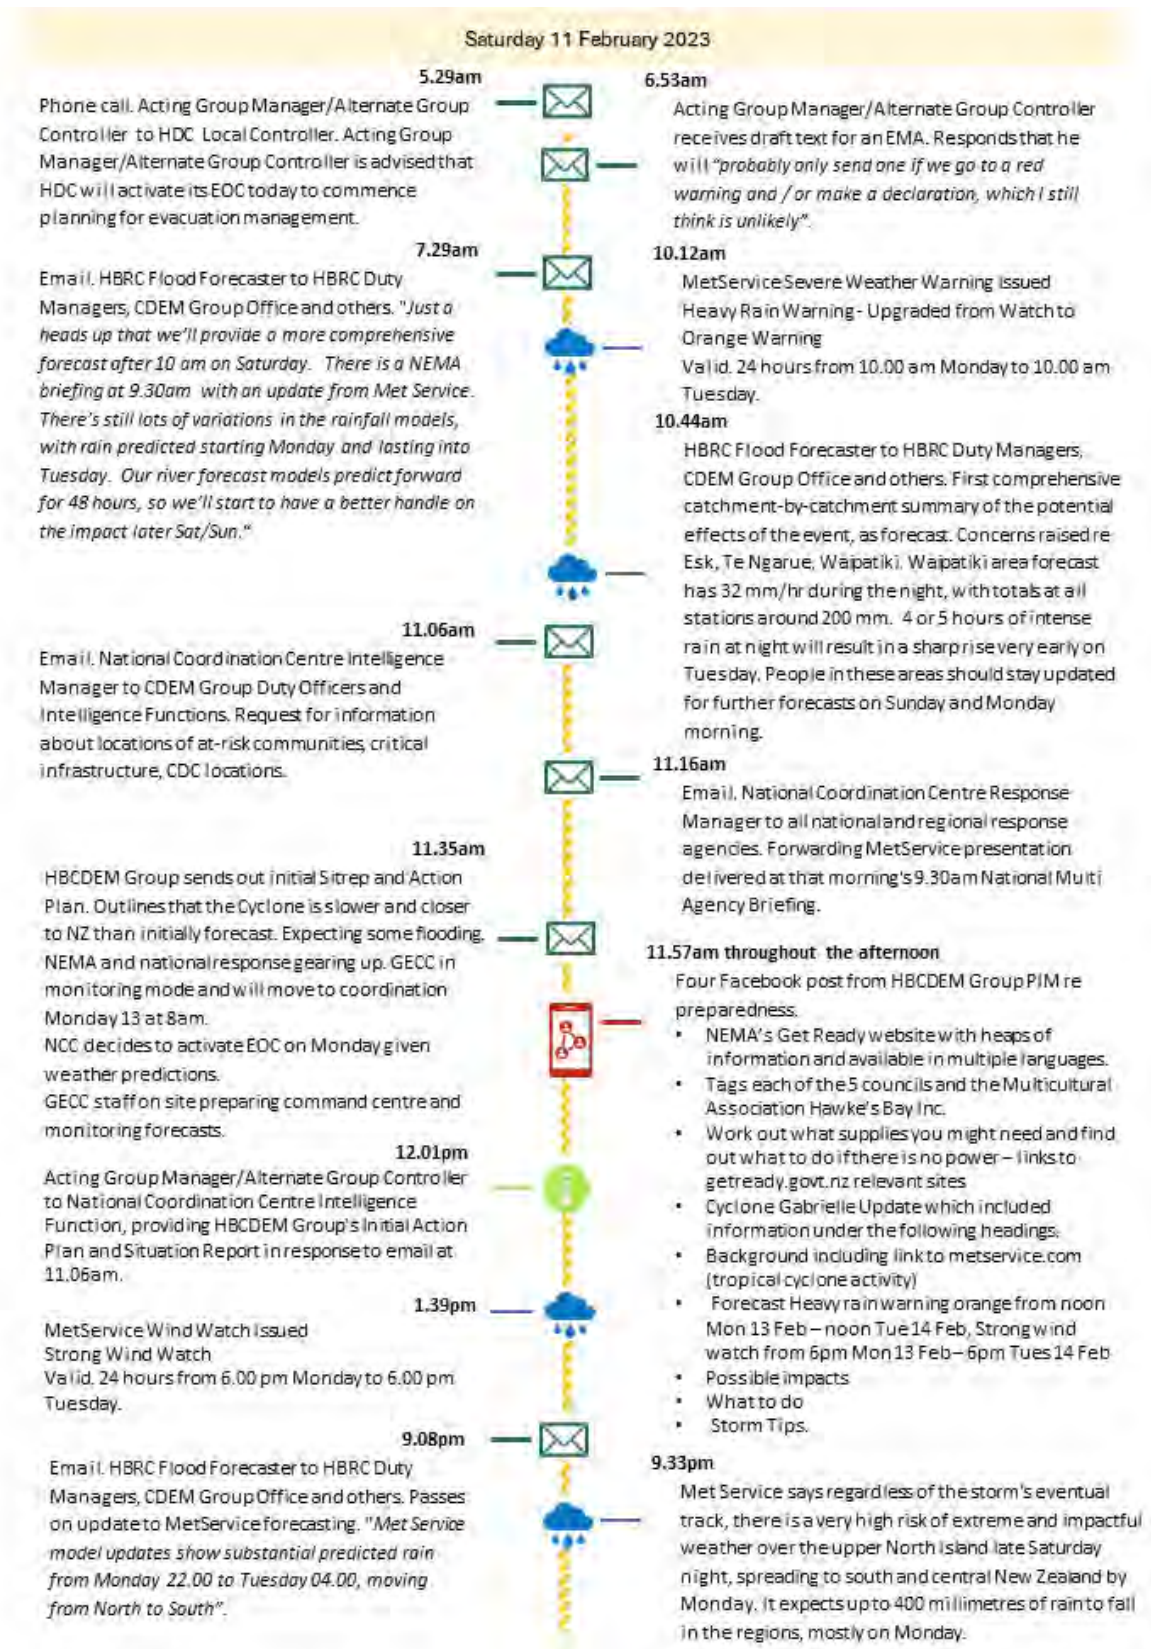 Saturday 11 February 2023
5.29am
Phone call. Acting Group Manager/Alternate Group
Controller to HDC Local Controller. Acting Group
Manager/Alternate Group Controller is advised that
HDC will activate its EOC today to commence
planning for evacuation management.
6.53am
Acting Group Manager/Alternate Group Controller
receives draft text for an EMA. Responds that he
will "probably only send one if we go to a red
warning and / or make a declaration, which I still
think is unlikely".
7.29am
Email. HBRC Flood Forecaster to HBRC Duty
Managers, CDEM Group Office and others. "Just a
heads up that we'll provide a more comprehensive
forecast after 10 am on Saturday. There is a NEMA
briefing at 9.30am with an update from Met Service.
There's still lots of variations in the rainfall models,
with rain predicted starting Monday and lasting into
Tuesday. Our river forecast models predict forward
for 48 hours, so we'll start to have a better handle on
the impact later Sat/Sun."
10.12am
MetService Severe Weather Warning Issued
Heavy Rain Warning - Upgraded from Watch to
Orange Warning
Valid. 24 hours from 10.00 am Monday to 10.00 am
Tuesday.
10.44am
HBRC Flood Forecaster to HBRC Duty Managers,
CDEM Group Office and others. First comprehensive
catchment-by-catchment summary of the potential
effects of the event, as forecast. Concerns raised re
Esk, Te Ngarue, Waipatiki. Waipatiki area forecast
has 32 mm/hr during the night, with totals at all
stations around 200 mm. 4 or 5 hours of intense
rain at night will result in a sharp rise very early on
Tuesday. People in these areas should stay updated
for further forecasts on Sunday and Monday
morning.
11.06am
Email. National Coordination Centre Intelligence
Manager to CDEM Group Duty Officers and
Intelligence Functions. Request for information
about locations of at-risk communities, critical
infrastructure, CDC locations.
11.16am
Email. National Coordination Centre Response
Manager to all national and regional response
agencies. Forwarding MetService presentation
delivered at that morning's 9.30am National Multi
Agency Briefing.
11.35am
HBCDEM Group sends out initial Sitrep and Action
Plan. Outlines that the Cyclone is slower and closer
to NZ than initially forecast. Expecting some flooding.
NEMA and national response gearing up. GECC in
monitoring mode and will move to coordination
Monday 13 at 8am.
NCC decides to activate EOC on Monday given
weather predictions.
GECC staff on site preparing command centre and
monitoring forecasts.
11.57am throughout the afternoon
Four Facebook post from HBCDEM Group PIM re
preparedness.
• NEMA's Get Ready website with heaps of
information and available in multiple languages.
• Tags each of the 5 councils and the Multicultural
Association Hawke's Bay Inc.
• Work out what supplies you might need and find
out what to do if there is no power – links to
getready.govt.nz relevant sites
• Cyclone Gabrielle Update which included
information under the following headings.
• Background including link to metservice.com
(tropical cyclone activity)
• Forecast Heavy rain warning orange from noon
Mon 13 Feb – noon Tue 14 Feb, Strong wind
watch from 6pm Mon 13 Feb – 6pm Tues 14 Feb
• Possible impacts
• What to do
• Storm Tips.
12.01pm
Acting Group Manager/Alternate Group Controller
to National Coordination Centre Intelligence
Function, providing HBCDEM Group's Initial Action
Plan and Situation Report in response to email at
11.06am.
1.39pm
MetService Wind Watch Issued
Strong Wind Watch
Valid. 24 hours from 6.00 pm Monday to 6.00 pm
Tuesday.
9.08pm
Email. HBRC Flood Forecaster to HBRC Duty
Managers, CDEM Group Office and others. Passes
on update to MetService forecasting. "Met Service
model updates show substantial predicted rain
from Monday 22.00 to Tuesday 04.00, moving
from North to South".
9.33pm
Met Service says regardless of the storm's eventual
track, there is a very high risk of extreme and impactful
weather over the upper North Island late Saturday
night, spreading to south and central New Zealand by
Monday. It expects up to 400 millimetres of rain to fall
in the regions, mostly on Monday.